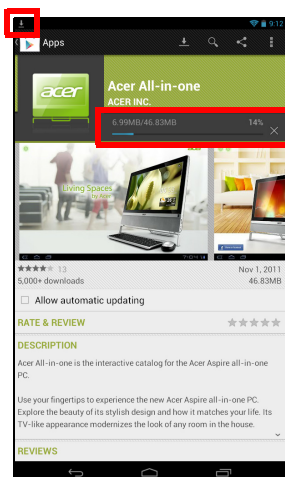 9:12
Apps
acer
Acer All-in-one
ACER INC.
6.99MB/46.83MB 14%
Living Spaces
by Acer
13 Nov 1, 2011
5,000+ downloads 46.83MB
Allow automatic updating
RATE & REVIEW
DESCRIPTION
Acer All-in-one is the interactive catalog for the Acer Aspire all-in-one
PC.
Use your fingertips to experience the new Acer Aspire all-in-one PC.
Explore the beauty of its stylish design and how it matches your life. Its
TV-like appearance modernizes the look of any room in the house.
REVIEWS